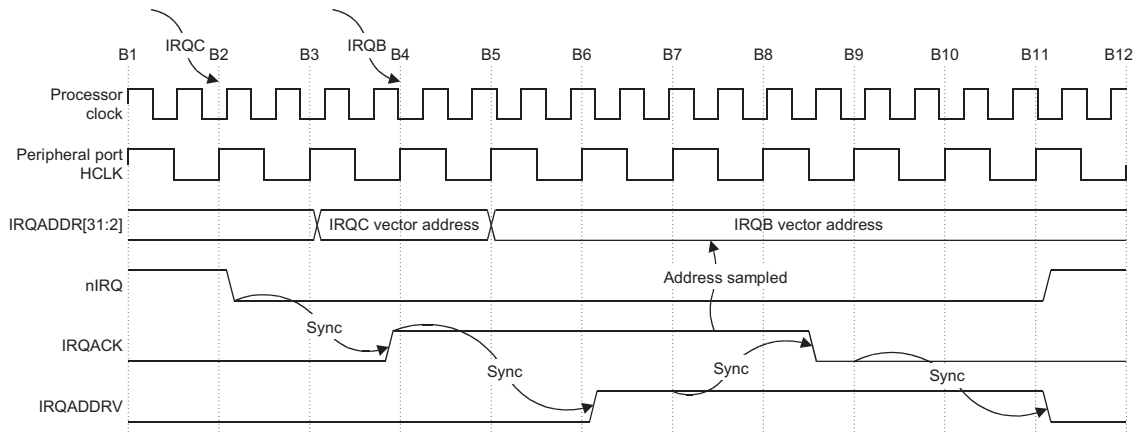 IRQC
IRQB
B1 B2 B3 B4 B5 B6 B7 B8 B9 B10 B11 B12
Processor
clock
Peripheral port
HCLK
IRQADDR[31:2]
IRQC vector address
IRQB vector address
nIRQ
Address sampled
Sync
IRQACK
Sync
Sync
Sync
IRQADDRV